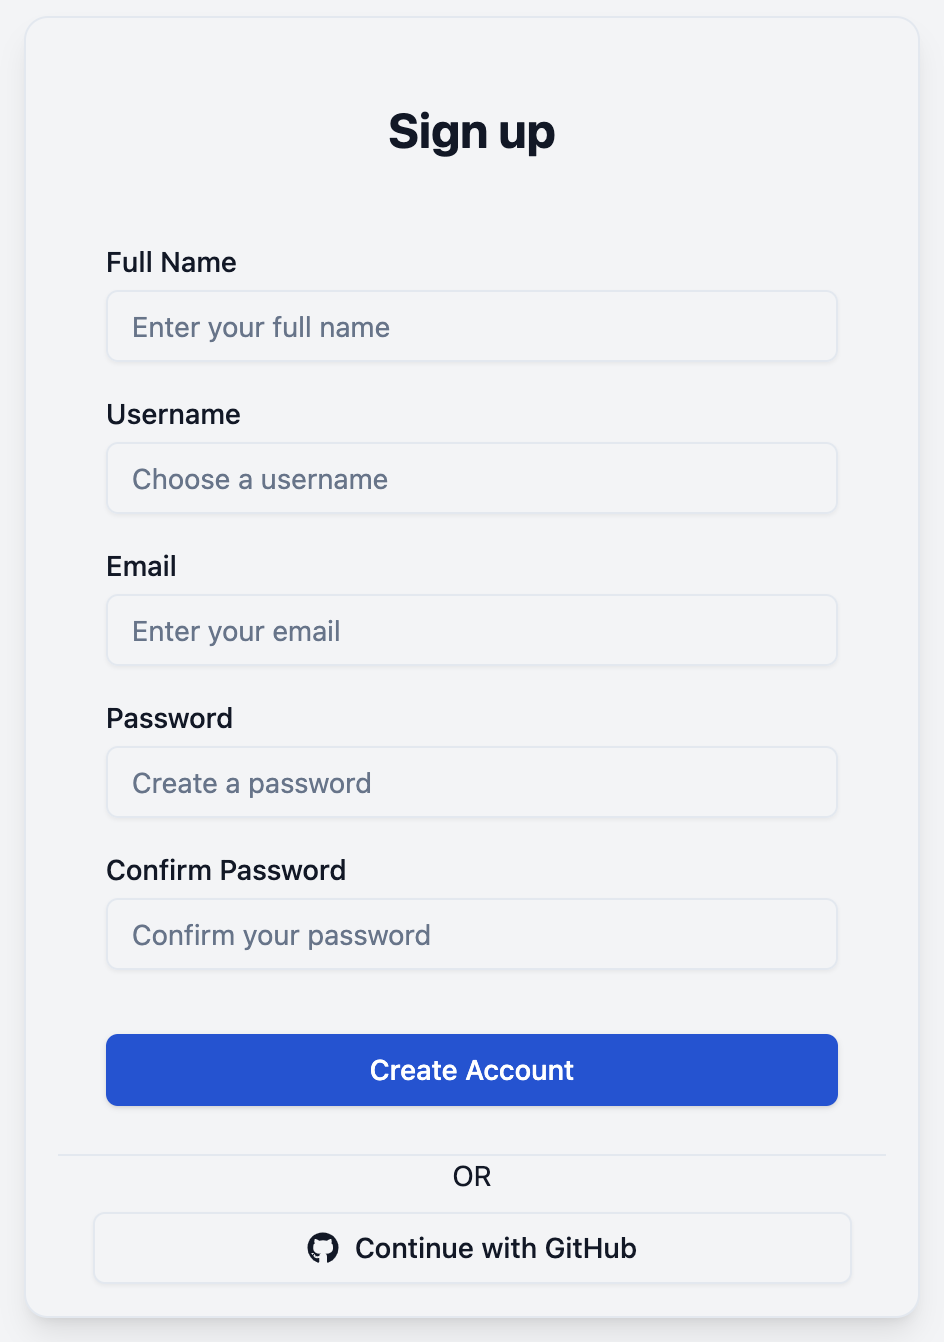 Sign up
Full Name
Enter your full name
Username
Choose a username
Email
Enter your email
Password
Create a password
Confirm Password
Confirm your password
Create Account
OR
Continue with GitHub